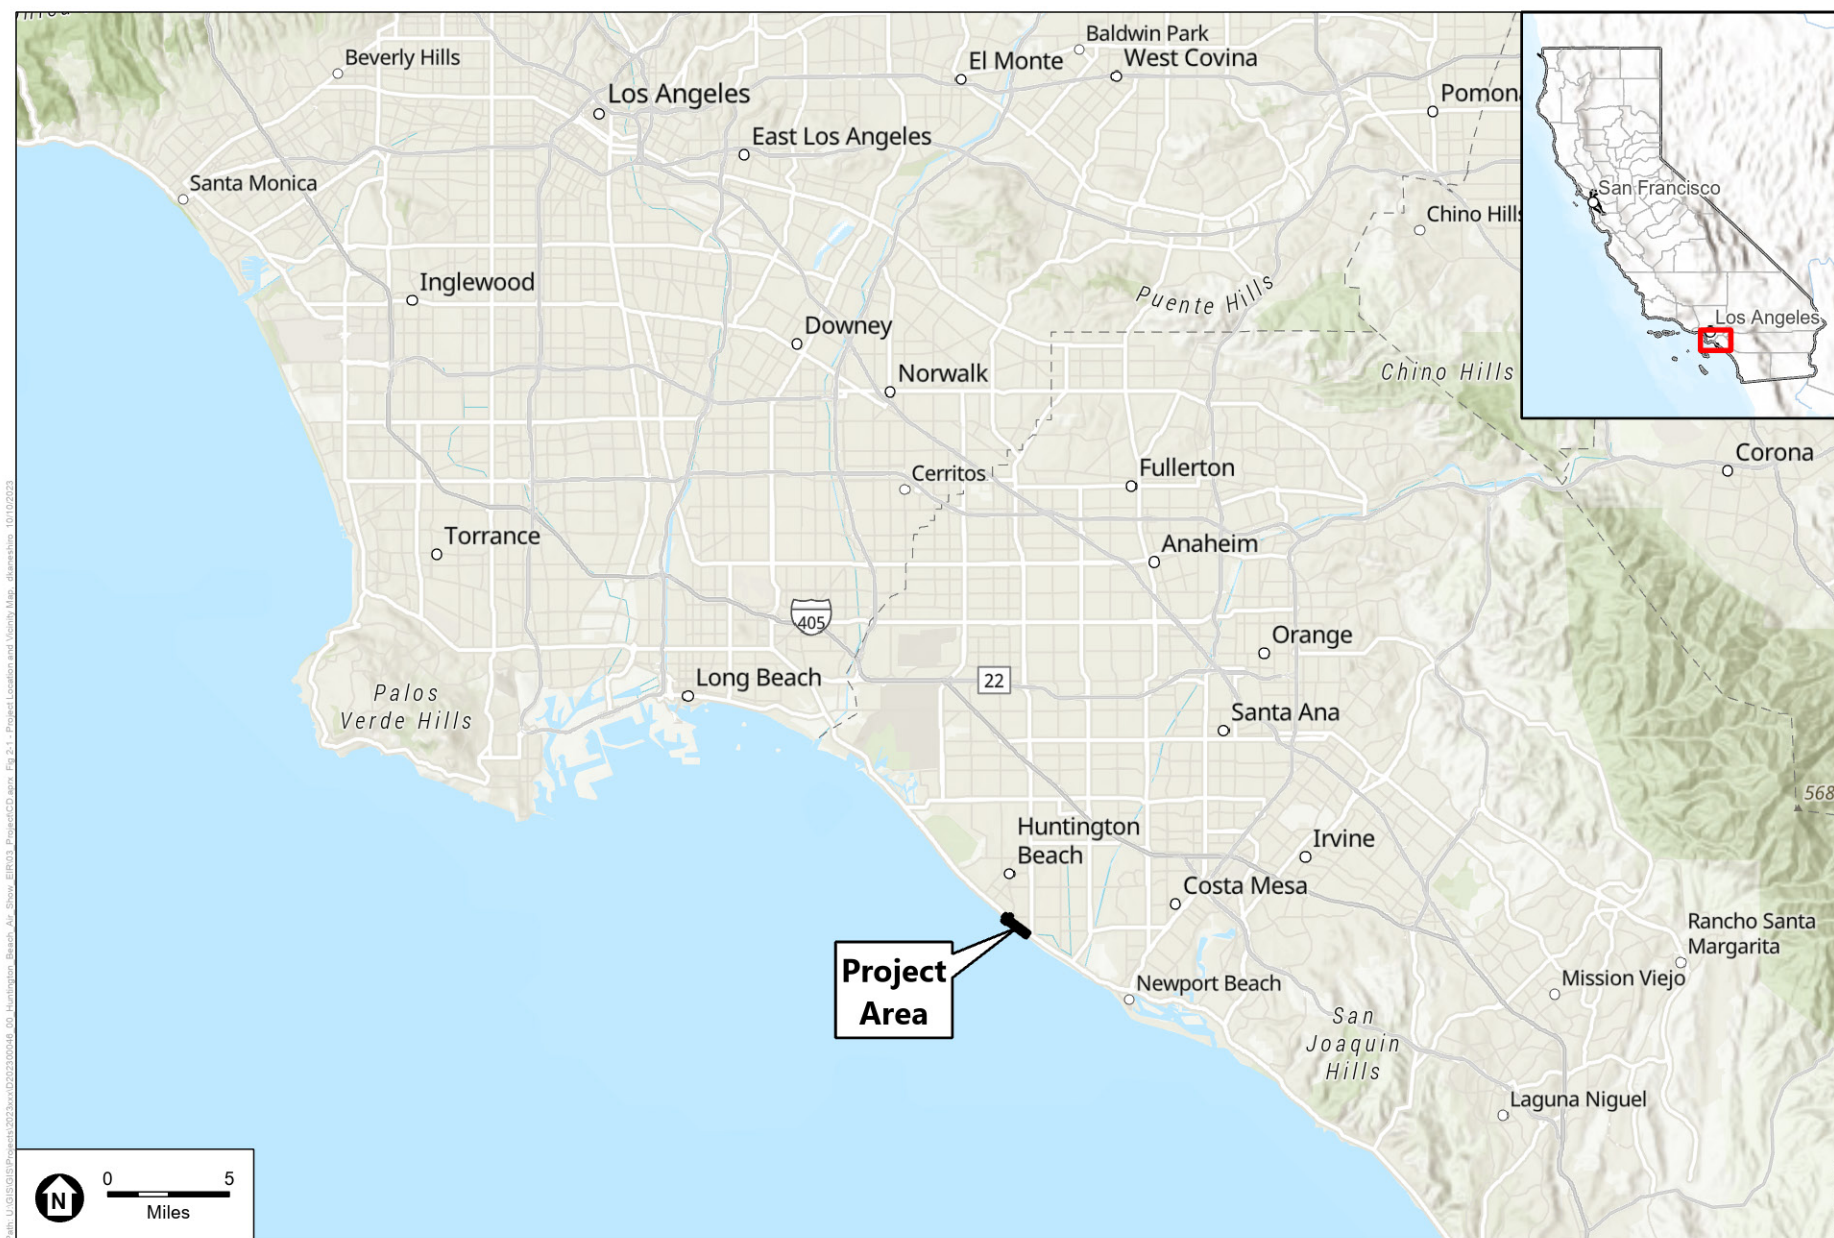 Beverly Hills
Baldwin Park
El Monte
West Covina
Los Angeles
Pomon
East Los Angeles
Santa Monica
Chino Hills
San Francisco
Los Angeles
Inglewood
Puente Hills
Downey
Norwalk
Chino Hills
Cerritos
Fullerton
Corona
Torrance
Anaheim
405
Orange
Long Beach
22
Palos
Verde Hills
Santa Ana
568
Huntington
Beach
Irvine
Costa Mesa
Rancho Santa
Margarita
Project
Area
Newport Beach
Mission Viejo
San
Joaquin
Hills
Laguna Niguel
N
0 5
Miles